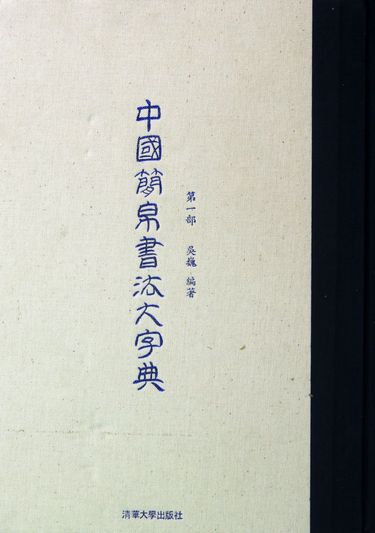 中國簡帛書法大字典
第一部 吳巍 編著
清華大學出版社